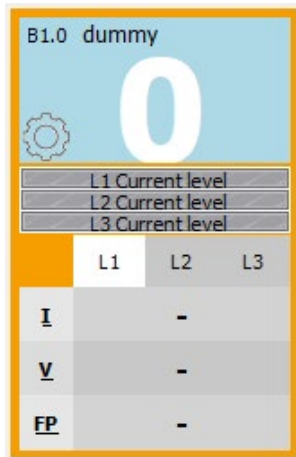 B1.0 dummy
0
L1 Current level
L2 Current level
L3 Current level
L1 L2 L3
I -
V -
FP -